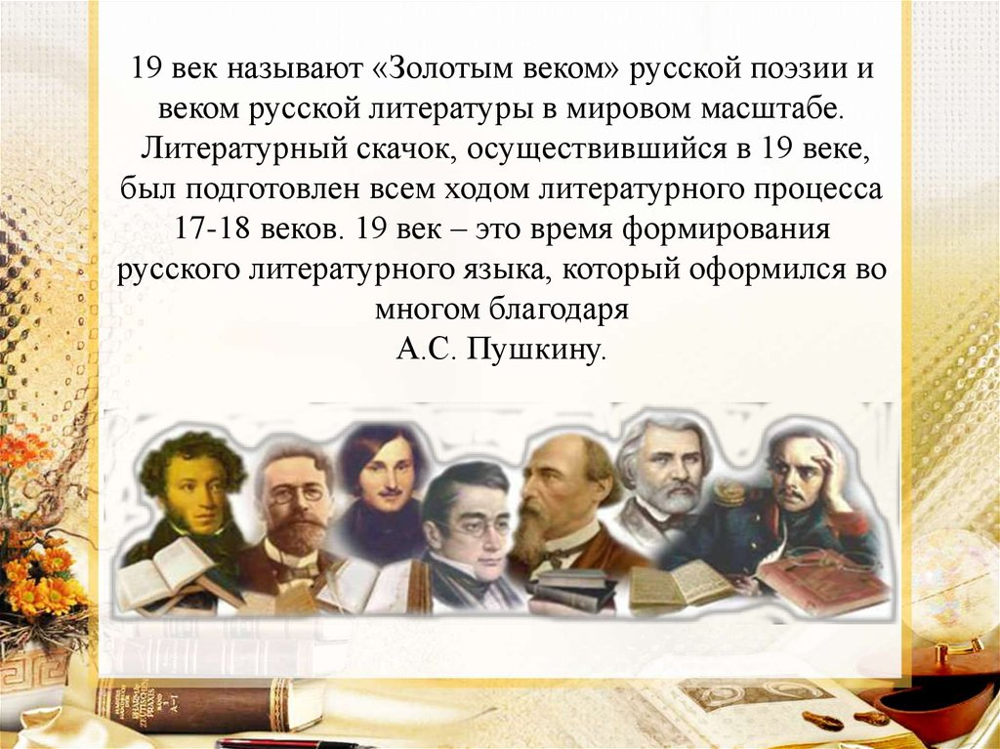 19 век называют «Золотым веком» русской поэзии и
веком русской литературы в мировом масштабе.
Литературный скачок, осуществившийся в 19 веке,
был подготовлен всем ходом литературного процесса
17-18 веков. 19 век – это время формирования
русского литературного языка, который оформился во
многом благодаря
А.С. Пушкину.
PRAXIS
A–I